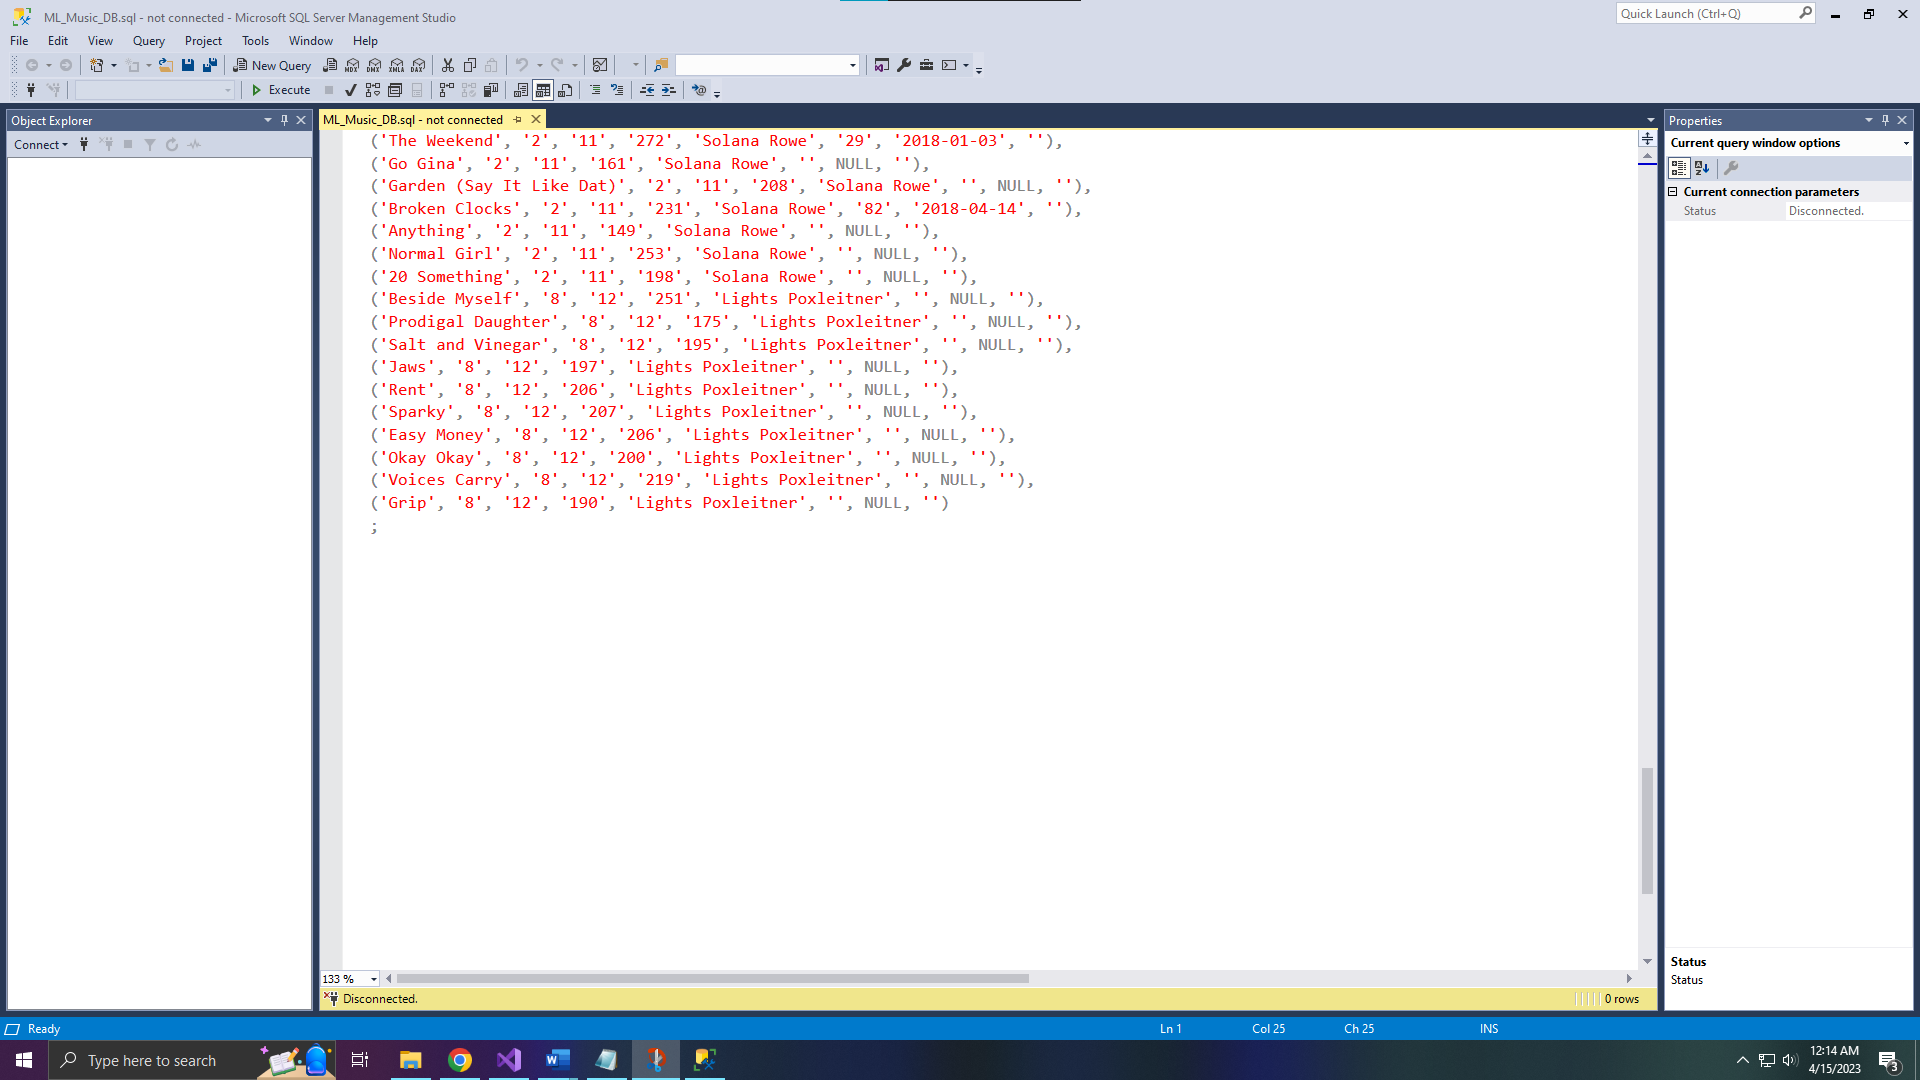 ML_Music_DB.sql - not connected - Microsoft SQL Server Management Studio
Quick Launch (Ctrl+Q)
File Edit View Query Project Tools Window Help
New Query
MDX DMX XMLA DAX
Execute
Object Explorer
Connect
ML_Music_DB.sql - not connected
('The Weekend', '2', '11', '272', 'Solana Rowe', '29', '2018-01-03', ''),
('Go Gina', '2', '11', '161', 'Solana Rowe', '', NULL, ''),
('Garden (Say It Like Dat)', '2', '11', '208', 'Solana Rowe', '', NULL, ''),
('Broken Clocks', '2', '11', '231', 'Solana Rowe', '82', '2018-04-14', ''),
('Anything', '2', '11', '149', 'Solana Rowe', '', NULL, ''),
('Normal Girl', '2', '11', '253', 'Solana Rowe', '', NULL, ''),
('20 Something', '2', '11', '198', 'Solana Rowe', '', NULL, ''),
('Beside Myself', '8', '12', '251', 'Lights Poxleitner', '', NULL, ''),
('Prodigal Daughter', '8', '12', '175', 'Lights Poxleitner', '', NULL, ''),
('Salt and Vinegar', '8', '12', '195', 'Lights Poxleitner', '', NULL, ''),
('Jaws', '8', '12', '197', 'Lights Poxleitner', '', NULL, ''),
('Rent', '8', '12', '206', 'Lights Poxleitner', '', NULL, ''),
('Sparky', '8', '12', '207', 'Lights Poxleitner', '', NULL, ''),
('Easy Money', '8', '12', '206', 'Lights Poxleitner', '', NULL, ''),
('Okay Okay', '8', '12', '200', 'Lights Poxleitner', '', NULL, ''),
('Voices Carry', '8', '12', '219', 'Lights Poxleitner', '', NULL, ''),
('Grip', '8', '12', '190', 'Lights Poxleitner', '', NULL, '')
;
133 %
Disconnected.
0 rows
Properties
Current query window options
Current connection parameters
Status Disconnected.
Status
Status
Ready
Ln 1 Col 25 Ch 25 INS
Type here to search
12:14 AM
4/15/2023
3